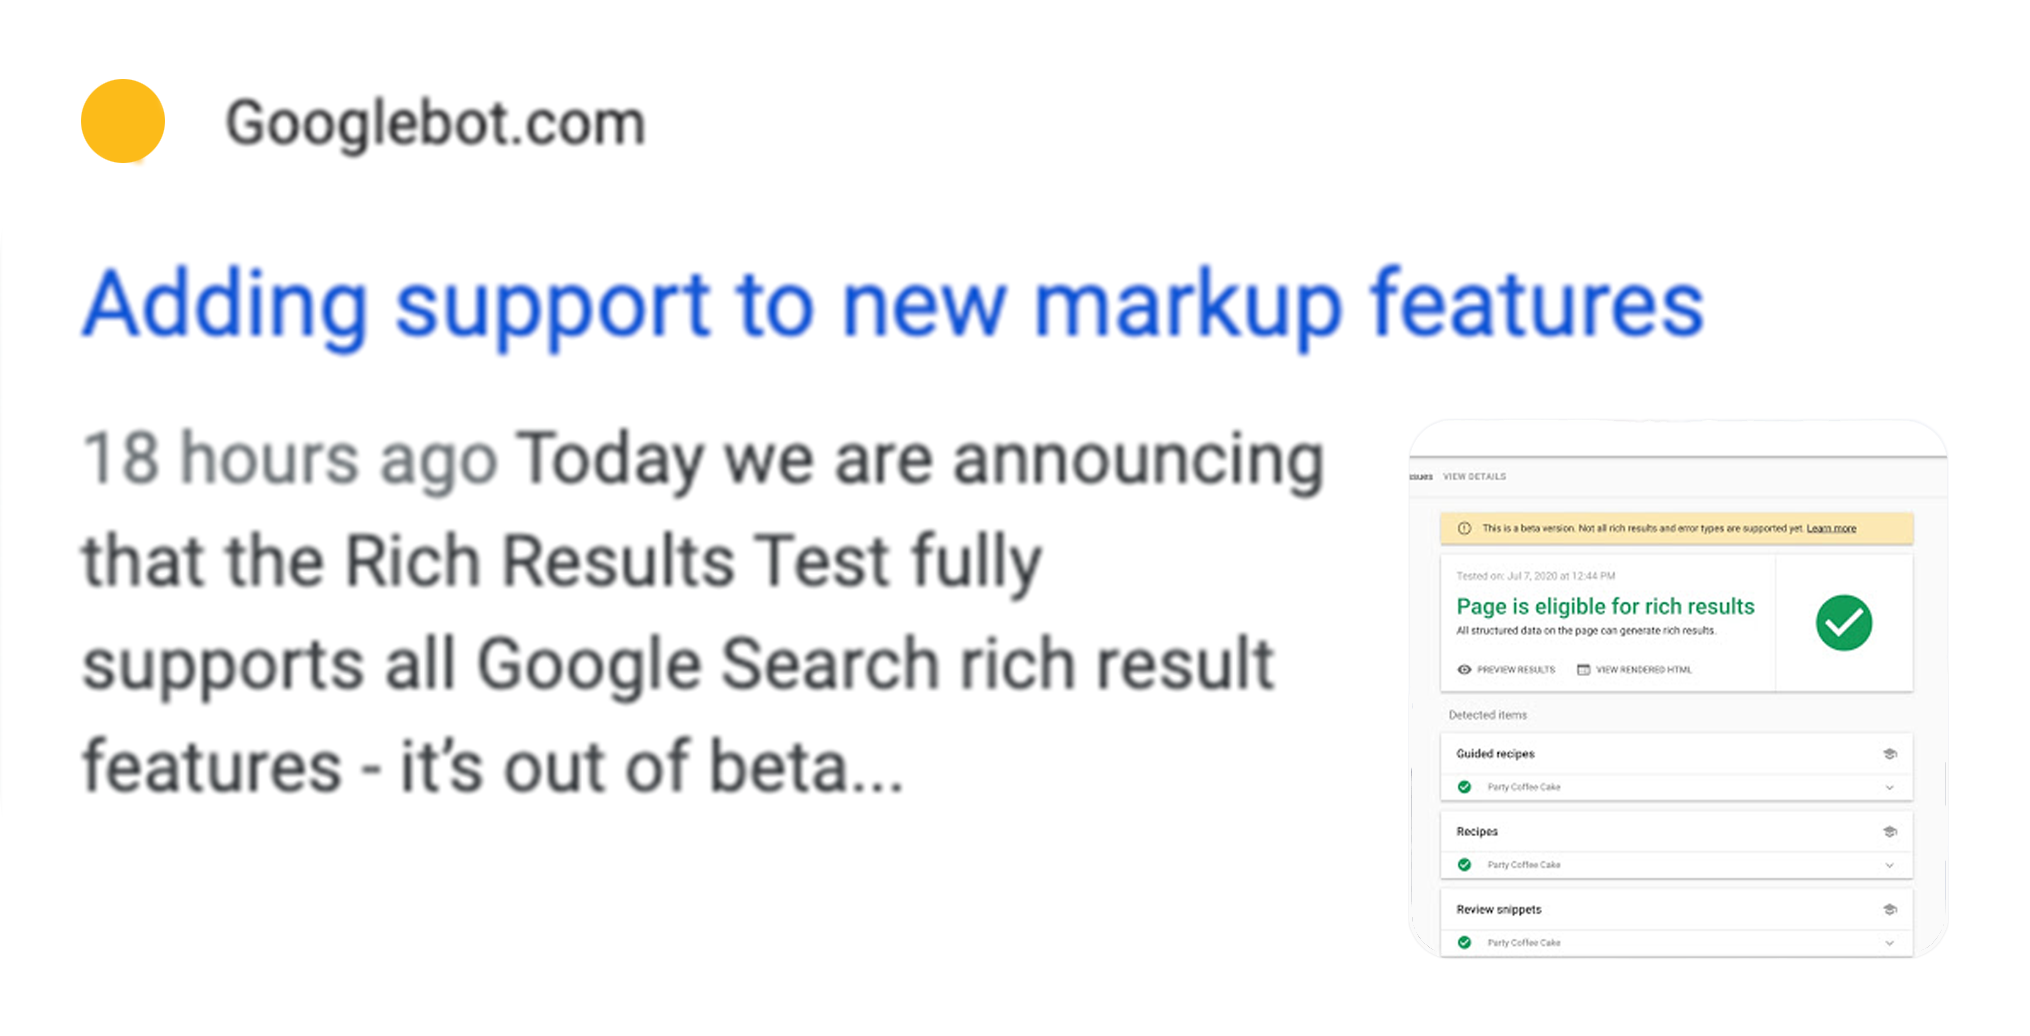 Googlebot.com
Adding support to new markup features
18 hours ago Today we are announcing
that the Rich Results Test fully
supports all Google Search rich result
features - it's out of beta...
VIEW DETAILS
This is a beta version. Not all rich results and error types are supported yet. Learn more
Tested on: Jul 7, 2020 at 12:44 PM
Page is eligible for rich results
All structured data on the page can generate rich results.
PREVIEW RESULTS VIEW RENDERED HTML
Detected items
Guided recipes
Party Coffee Cake
Recipes
Party Coffee Cake
Review snippets
Party Coffee Cake